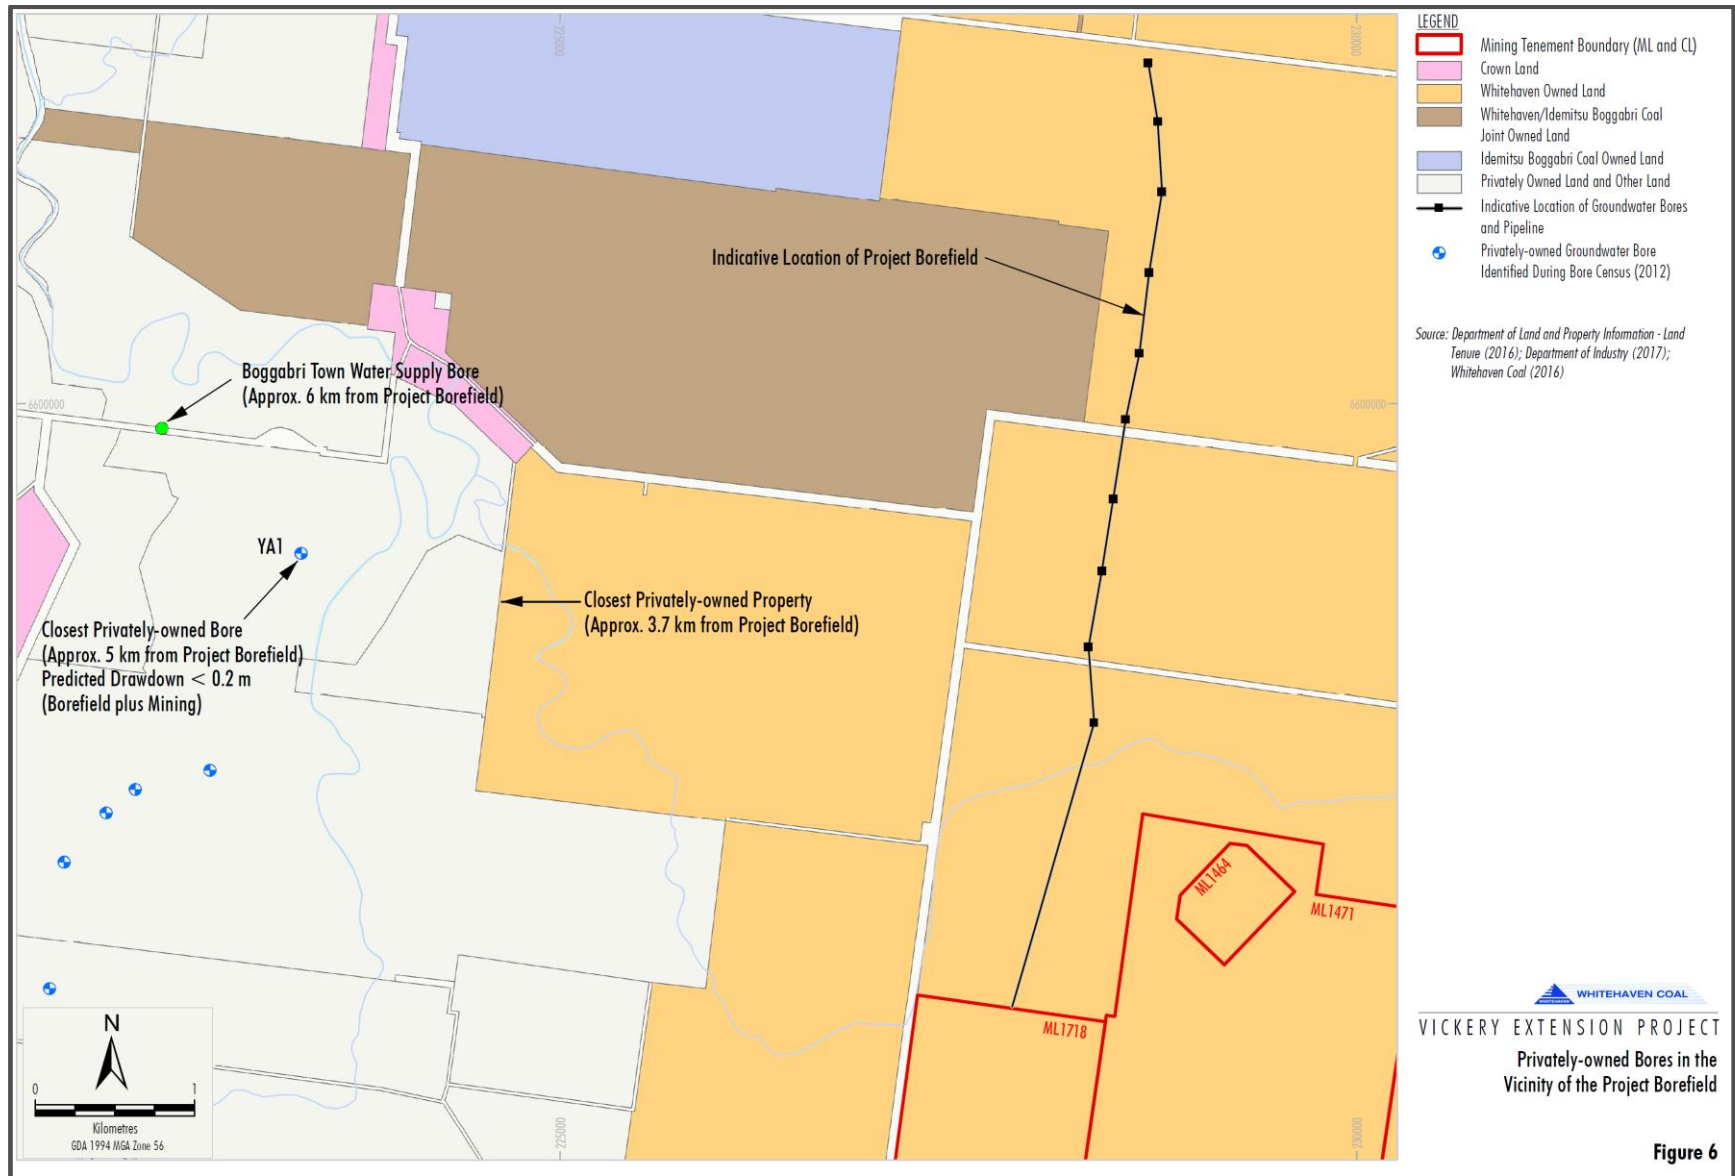 225000
230000
Indicative Location of Project Borefield
Boggabri Town Water Supply Bore
(Approx. 6 km from Project Borefield)
6600000
6600000
YA1
Closest Privately-owned Bore
(Approx. 5 km from Project Borefield)
Predicted Drawdown < 0.2 m
(Borefield plus Mining)
Closest Privately-owned Property
(Approx. 3.7 km from Project Borefield)
ML1464
ML1471
ML1718
N
0 1
Kilometres
GDA 1994 MGA Zone 56
225000
230000
LEGEND
Mining Tenement Boundary (ML and CL)
Crown Land
Whitehaven Owned Land
Whitehaven/Idemitsu Boggabri Coal
Joint Owned Land
Idemitsu Boggabri Coal Owned Land
Privately Owned Land and Other Land
Indicative Location of Groundwater Bores
and Pipeline
Privately-owned Groundwater Bore
Identified During Bore Census (2012)
Source: Department of Land and Property Information - Land
Tenure (2016); Department of Industry (2017);
Whitehaven Coal (2016)
WHITEHAVEN
WHITEHAVEN COAL
VICKERY EXTENSION PROJECT
Privately-owned Bores in the
Vicinity of the Project Borefield
Figure 6